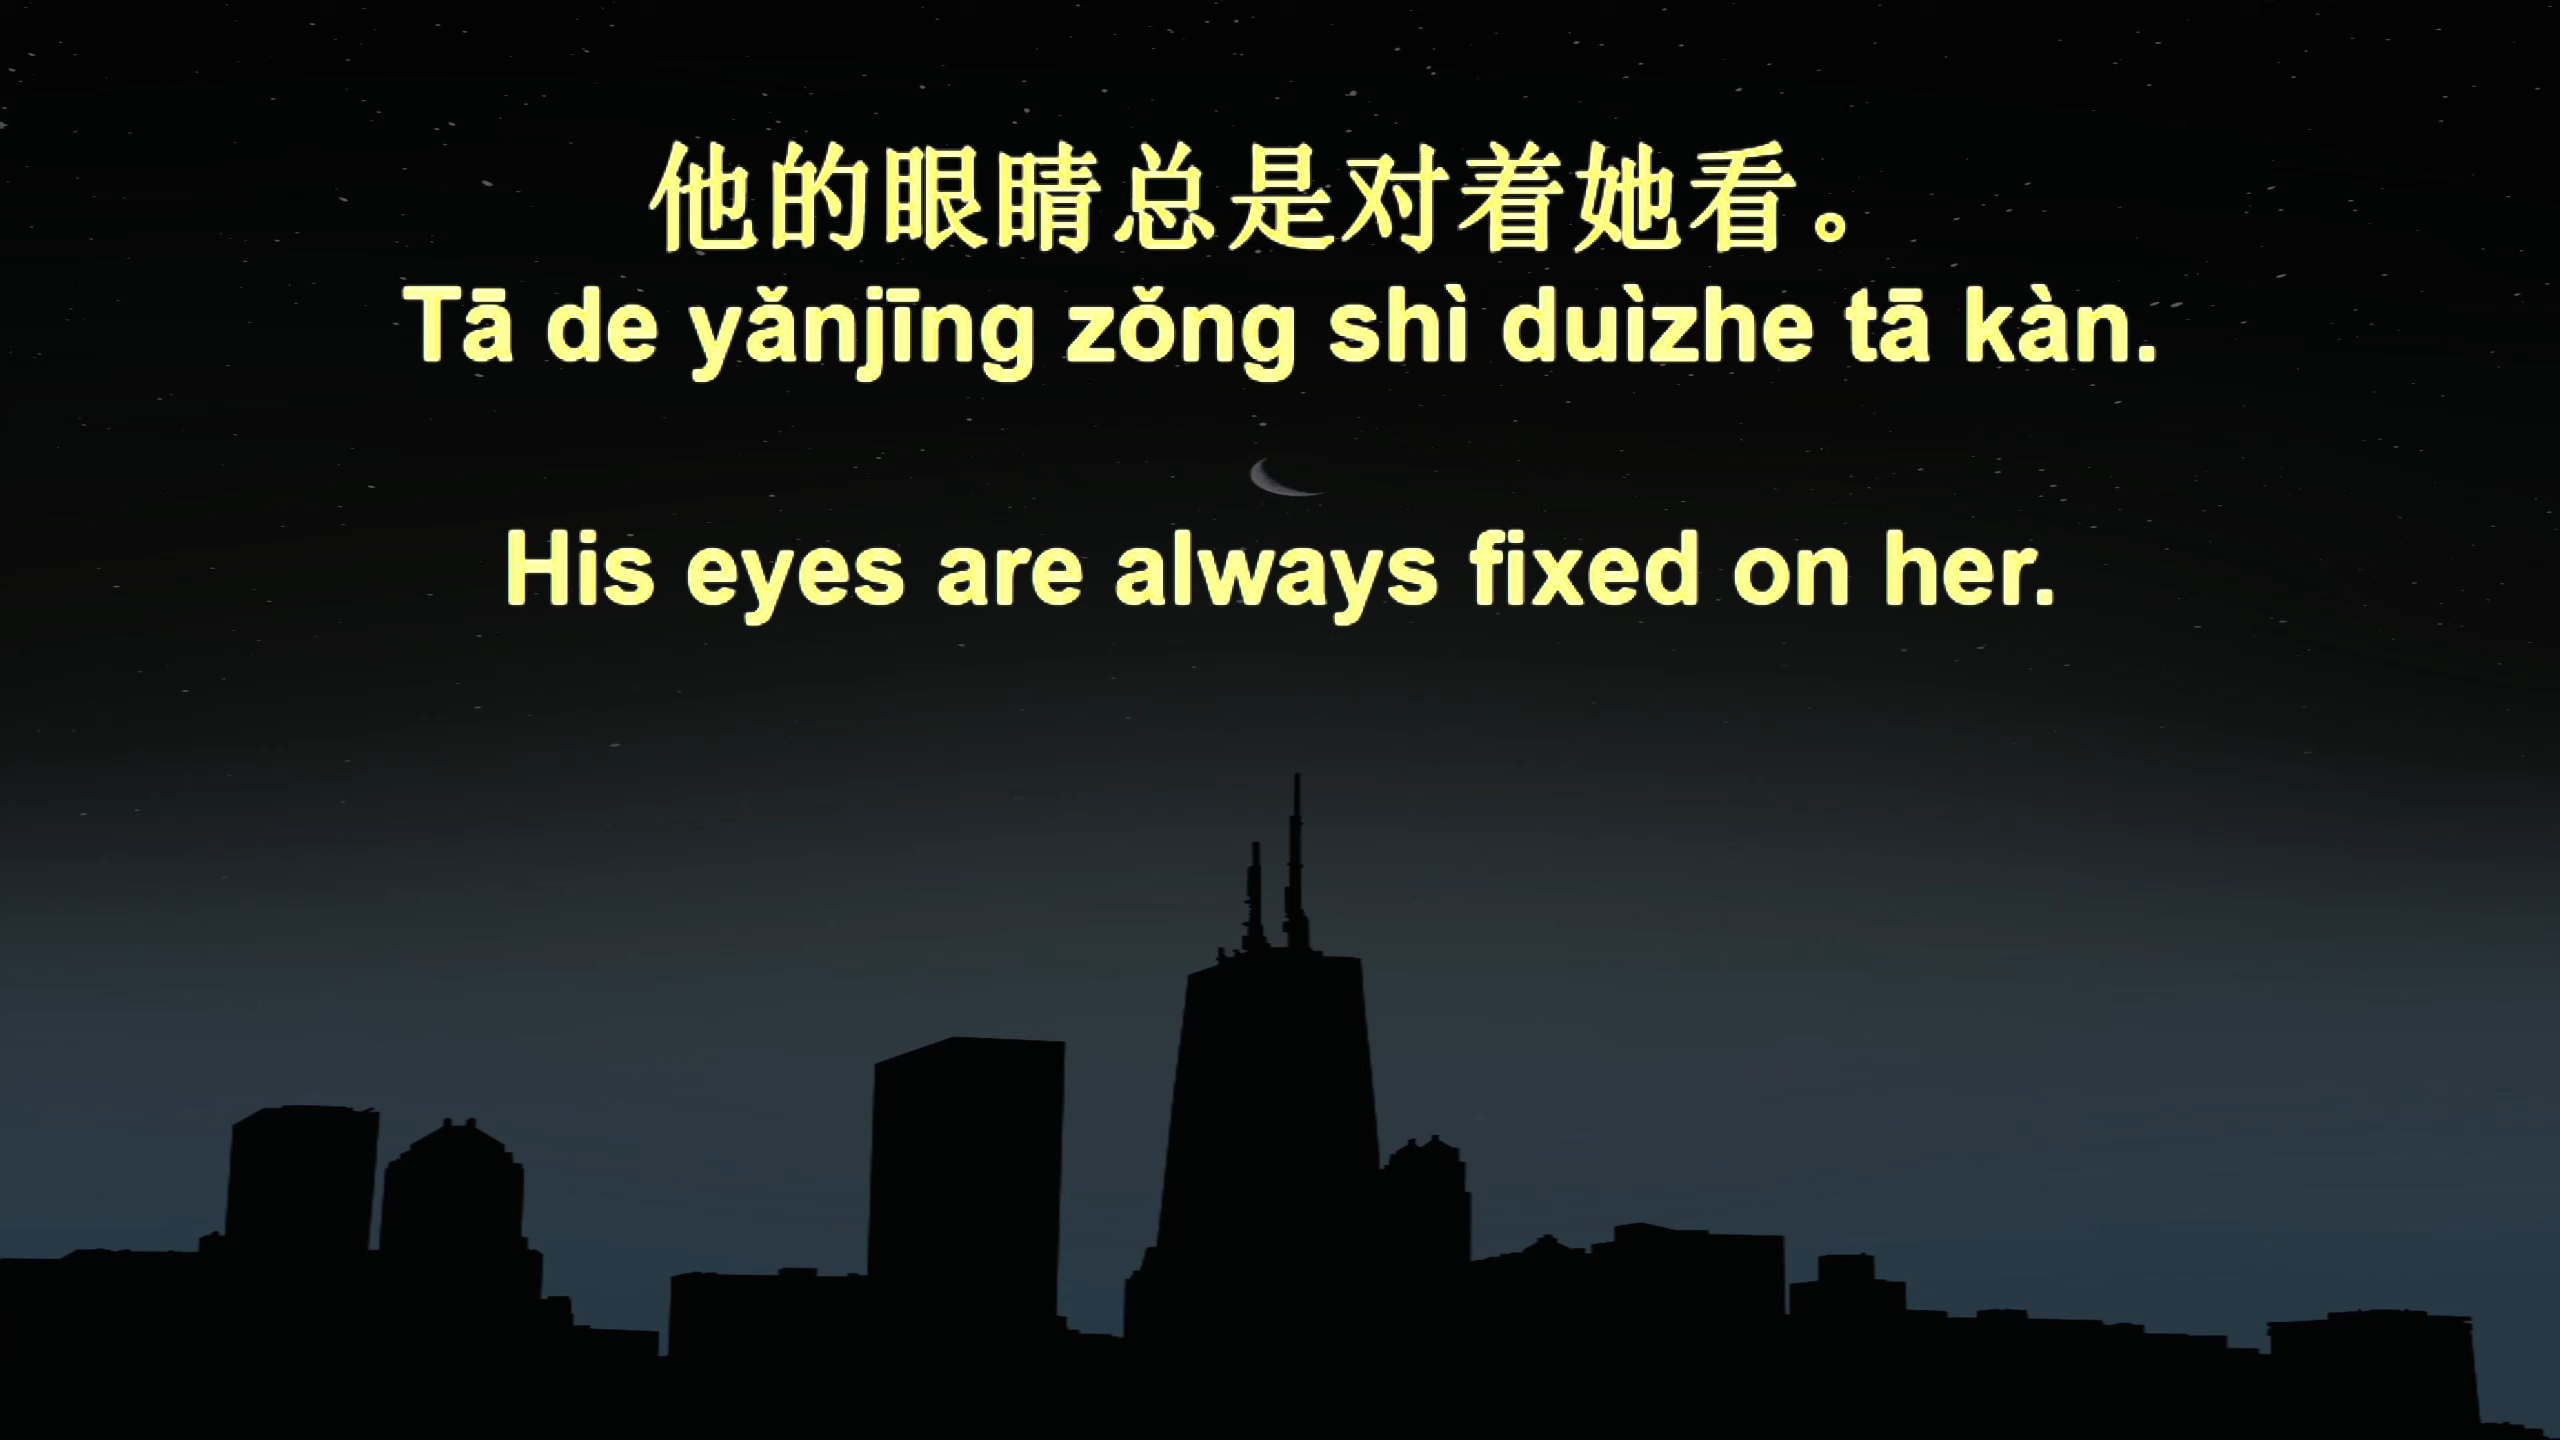 他的眼睛总是对着她看。
Tā de yǎnjīng zǒng shì duìzhe tā kàn.
His eyes are always fixed on her.